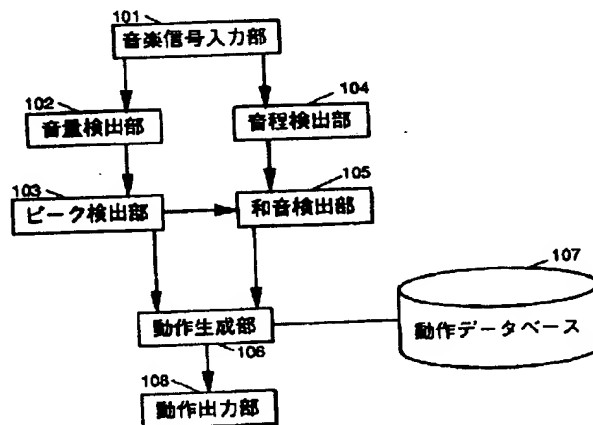 101
音楽信号入力部
102
音量検出部
104
音程検出部
103
ピーク検出部
105
和音検出部
107
動作データベース
動作生成部
106
108
動作出力部